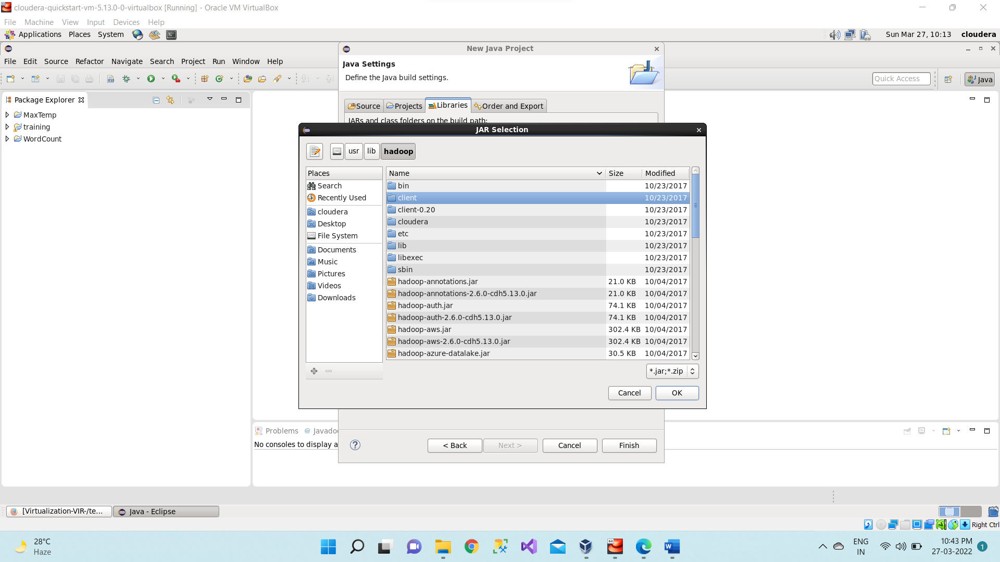 cloudera-quickstart-vm-5.13.0-0-virtualbox [Running] - Oracle VM VirtualBox
File Machine View Input Devices Help
Applications Places System
Sun Mar 27, 10:13 cloudera
New Java Project
File Edit Source Refactor Navigate Search Project Run Window Help
Java Settings
Define the Java build settings.
Quick Access
Java
Package Explorer
Source Projects Libraries Order and Export
JARs and class folders on the build path:
MaxTemp
training
WordCount
JAR Selection
usr lib hadoop
Places
Search
Recently Used
cloudera
Desktop
File System
Documents
Music
Pictures
Videos
Downloads
Name Size Modified
bin 10/23/2017
client 10/23/2017
client-0.20 10/23/2017
cloudera 10/23/2017
etc 10/23/2017
lib 10/23/2017
libexec 10/23/2017
sbin 10/23/2017
hadoop-annotations.jar 21.0 KB 10/04/2017
hadoop-annotations-2.6.0-cdh5.13.0.jar 21.0 KB 10/04/2017
hadoop-auth.jar 74.1 KB 10/04/2017
hadoop-auth-2.6.0-cdh5.13.0.jar 74.1 KB 10/04/2017
hadoop-aws.jar 302.4 KB 10/04/2017
hadoop-aws-2.6.0-cdh5.13.0.jar 302.4 KB 10/04/2017
hadoop-azure-datalake.jar 30.5 KB 10/04/2017
*.jar;*.zip
Cancel OK
Problems @ Javado
No consoles to display a
< Back Next > Cancel Finish
[Virtualization-VIR-/te... Java - Eclipse
Right Ctrl
28°C
Haze
64
ENG
IN
10:43 PM
27-03-2022
1